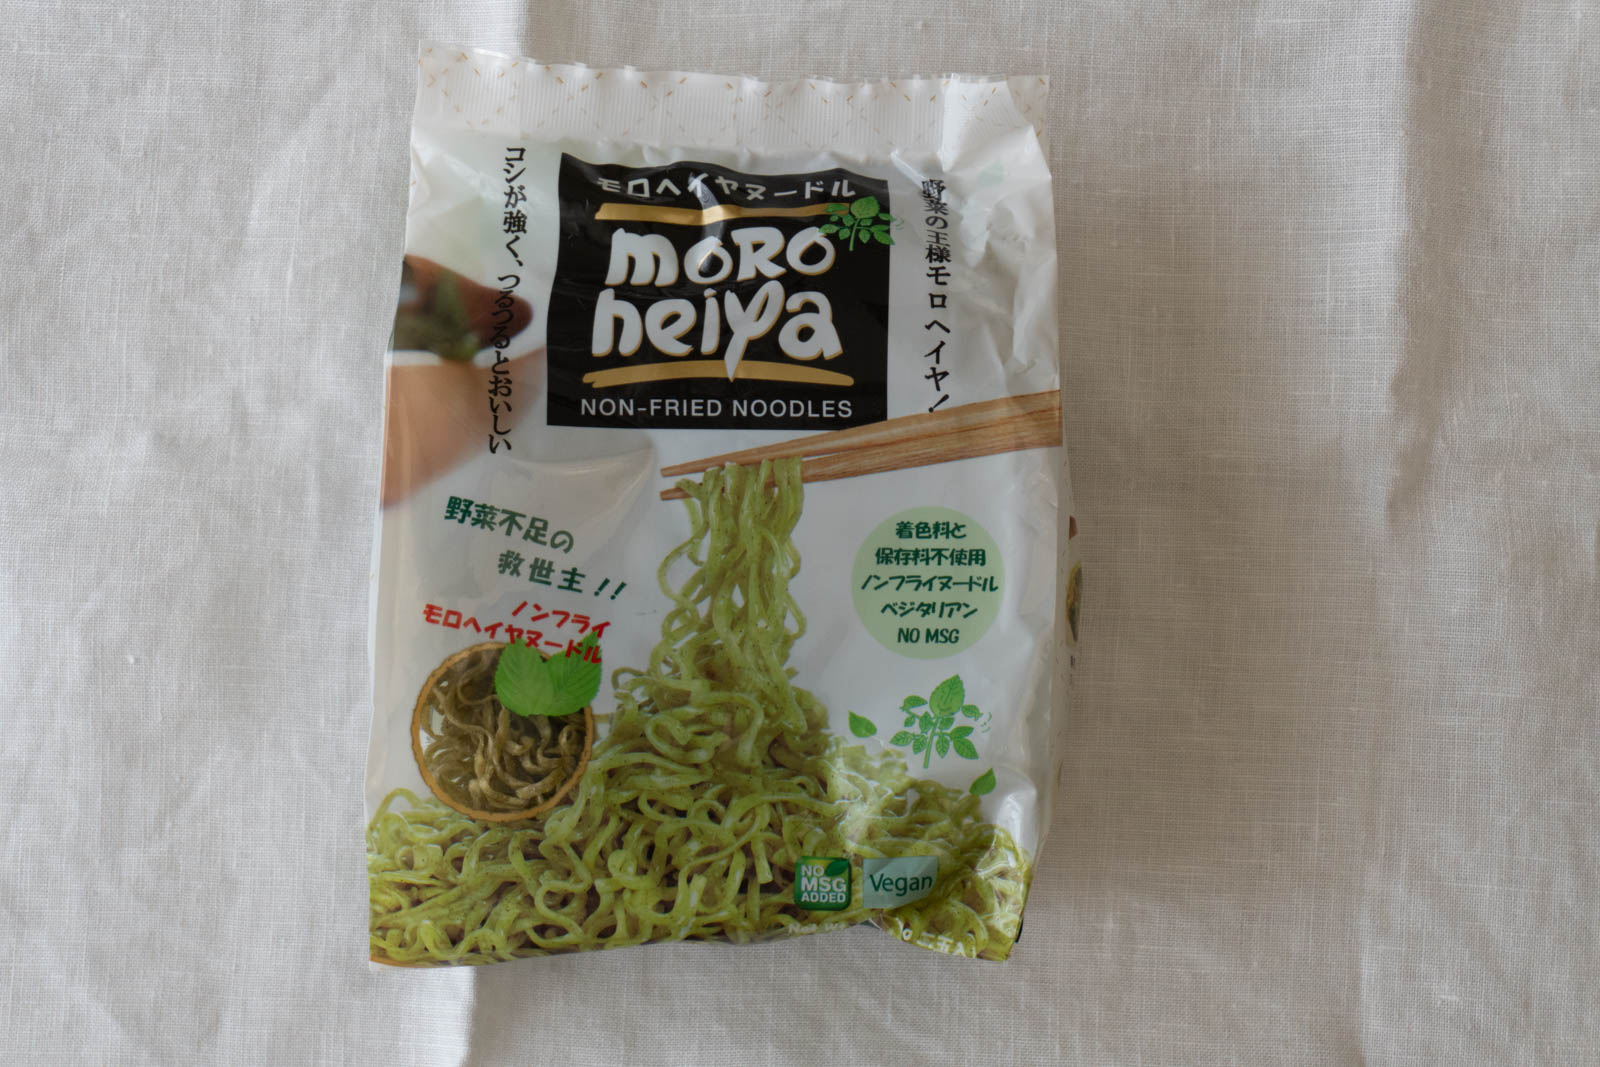 コシが強く、つるつるとおいしい
モロヘイヤヌードル
moro
heiya
NON-FRIED NOODLES
野菜の王様モロヘイヤ！
野菜不足の
救世主！！
ノンフライ
モロヘイヤヌードル
着色料と
保存料不使用
ノンフライヌードル
ベジタリアン
NO MSG
NO
MSG
ADDED
Vegan
Net